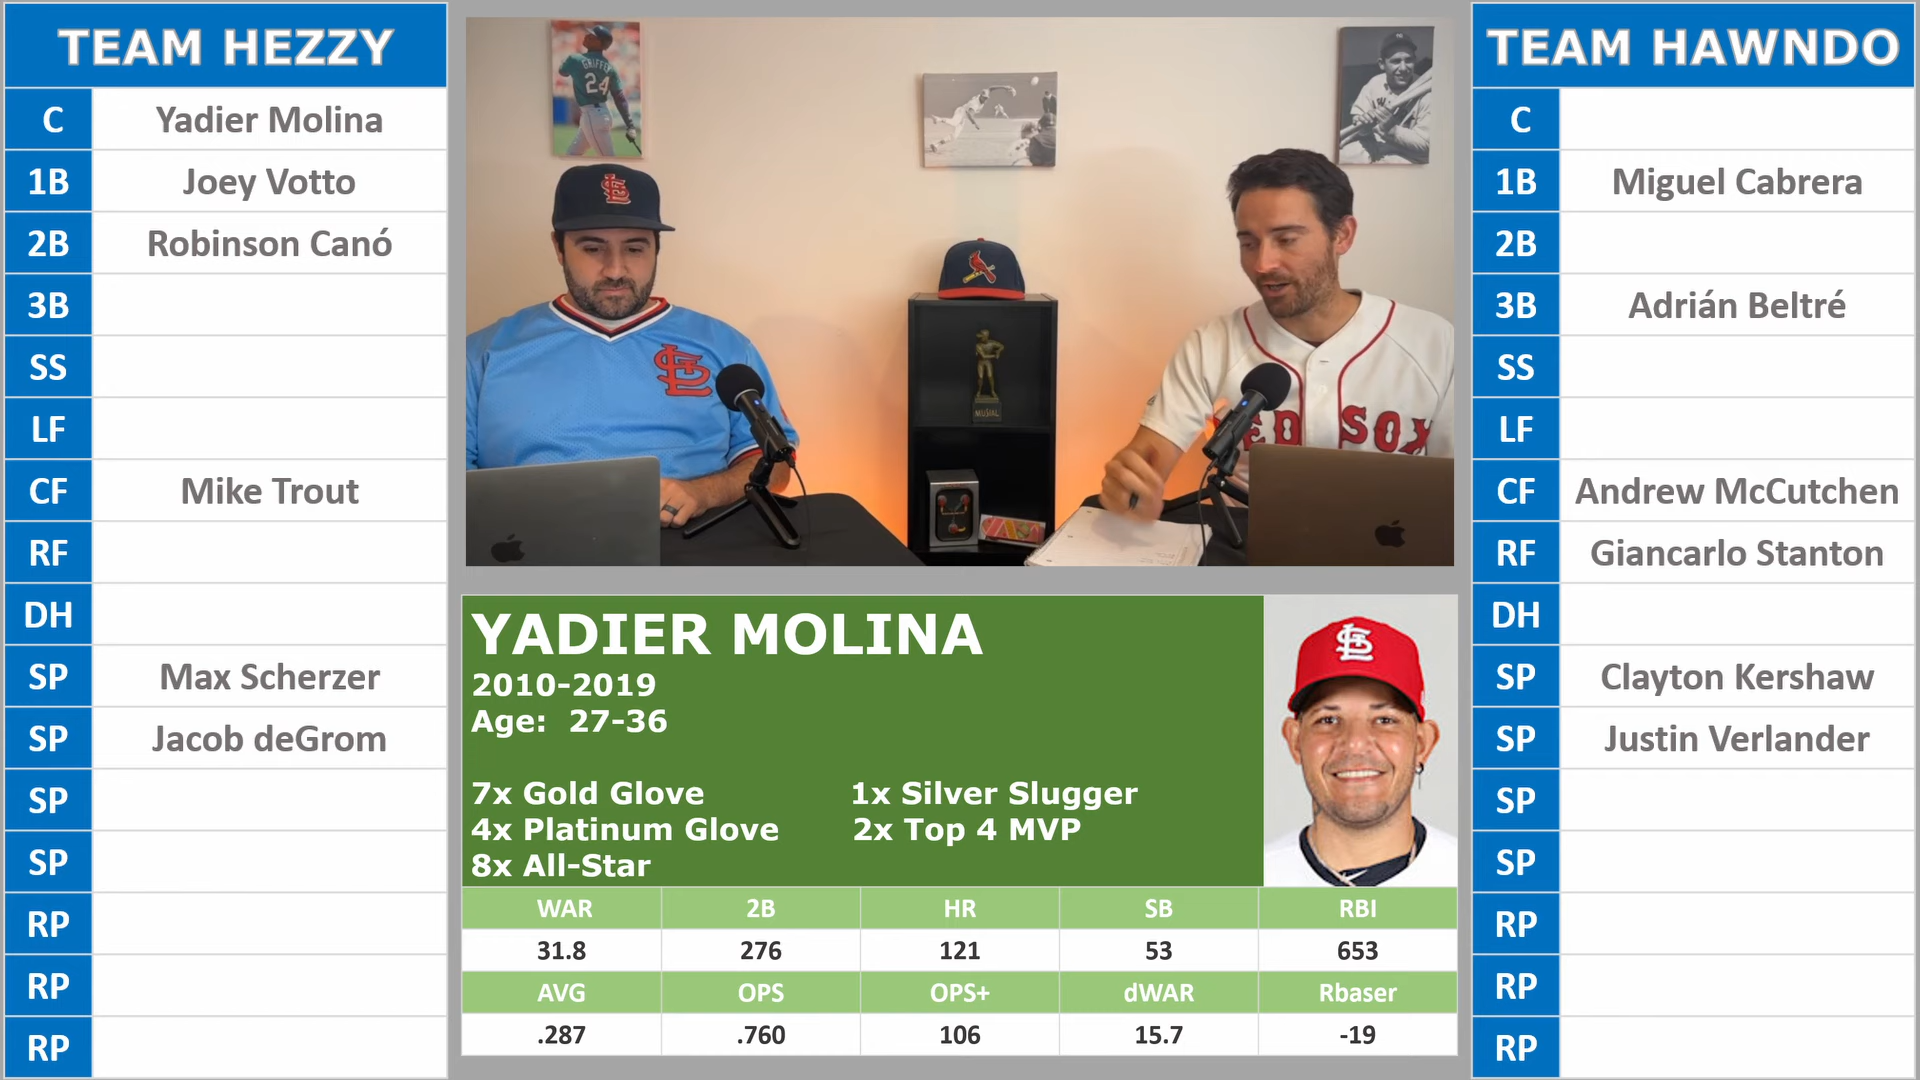 TEAM HEZZY
C Yadier Molina
1B Joey Votto
2B Robinson Canó
3B
SS
LF
CF Mike Trout
RF
DH
SP Max Scherzer
SP Jacob deGrom
SP
SP
RP
RP
RP
GRIFFEY
24
MUSIAL
RED SOX
YADIER MOLINA
2010-2019
Age: 27-36
7x Gold Glove 1x Silver Slugger
4x Platinum Glove 2x Top 4 MVP
8x All-Star
WAR 2B HR SB RBI
31.8 276 121 53 653
AVG OPS OPS+ dWAR Rbaser
.287 .760 106 15.7 -19
TEAM HAWNDO
C
1B Miguel Cabrera
2B
3B Adrián Beltré
SS
LF
CF Andrew McCutchen
RF Giancarlo Stanton
DH
SP Clayton Kershaw
SP Justin Verlander
SP
SP
RP
RP
RP